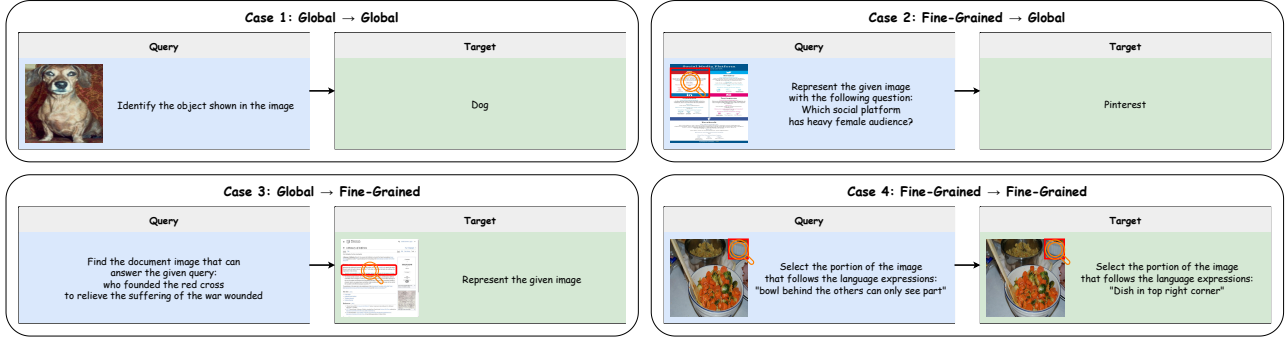 Case 1: Global → Global
Query
Target
Identify the object shown in the image
Dog
Case 2: Fine-Grained → Global
Query
Target
Social Media Platform
Represent the given image
with the following question:
Which social platform
has heavy female audience?
Pinterest
Case 3: Global → Fine-Grained
Query
Target
Find the document image that can
answer the given query:
who founded the red cross
to relieve the suffering of the war wounded
Represent the given image
Case 4: Fine-Grained → Fine-Grained
Query
Target
Select the portion of the image
that follows the language expressions:
"bowl behind the others can only see part"
Select the portion of the image
that follows the language expressions:
"Dish in top right corner"